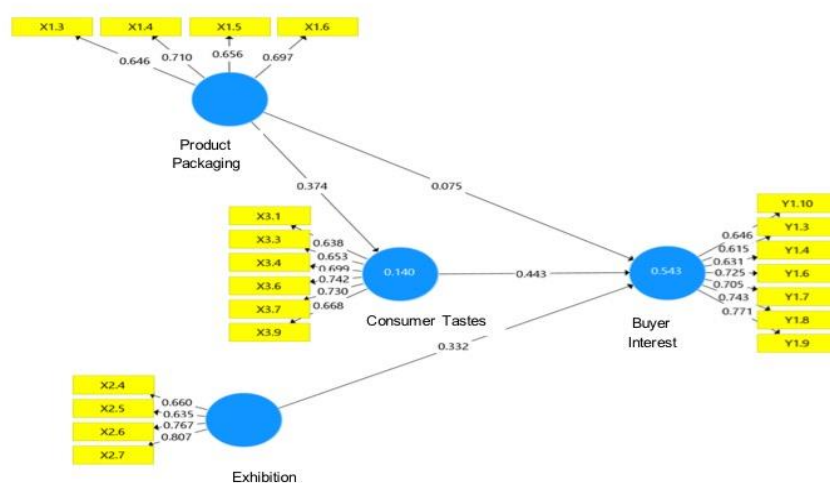 X1.3
X1.4
X1.5
X1.6
0.646
0.710
0.656
0.697
Product
Packaging
0.374
0.075
X3.1
X3.3
X3.4
X3.6
X3.7
X3.9
0.638
0.653
0.699
0.742
0.730
0.668
0.140
Consumer Tastes
0.443
0.543
Buyer
Interest
Y1.10
Y1.3
Y1.4
Y1.6
Y1.7
Y1.8
Y1.9
0.646
0.615
0.631
0.725
0.705
0.743
0.771
0.332
X2.4
X2.5
X2.6
X2.7
0.660
0.635
0.767
0.807
Exhibition